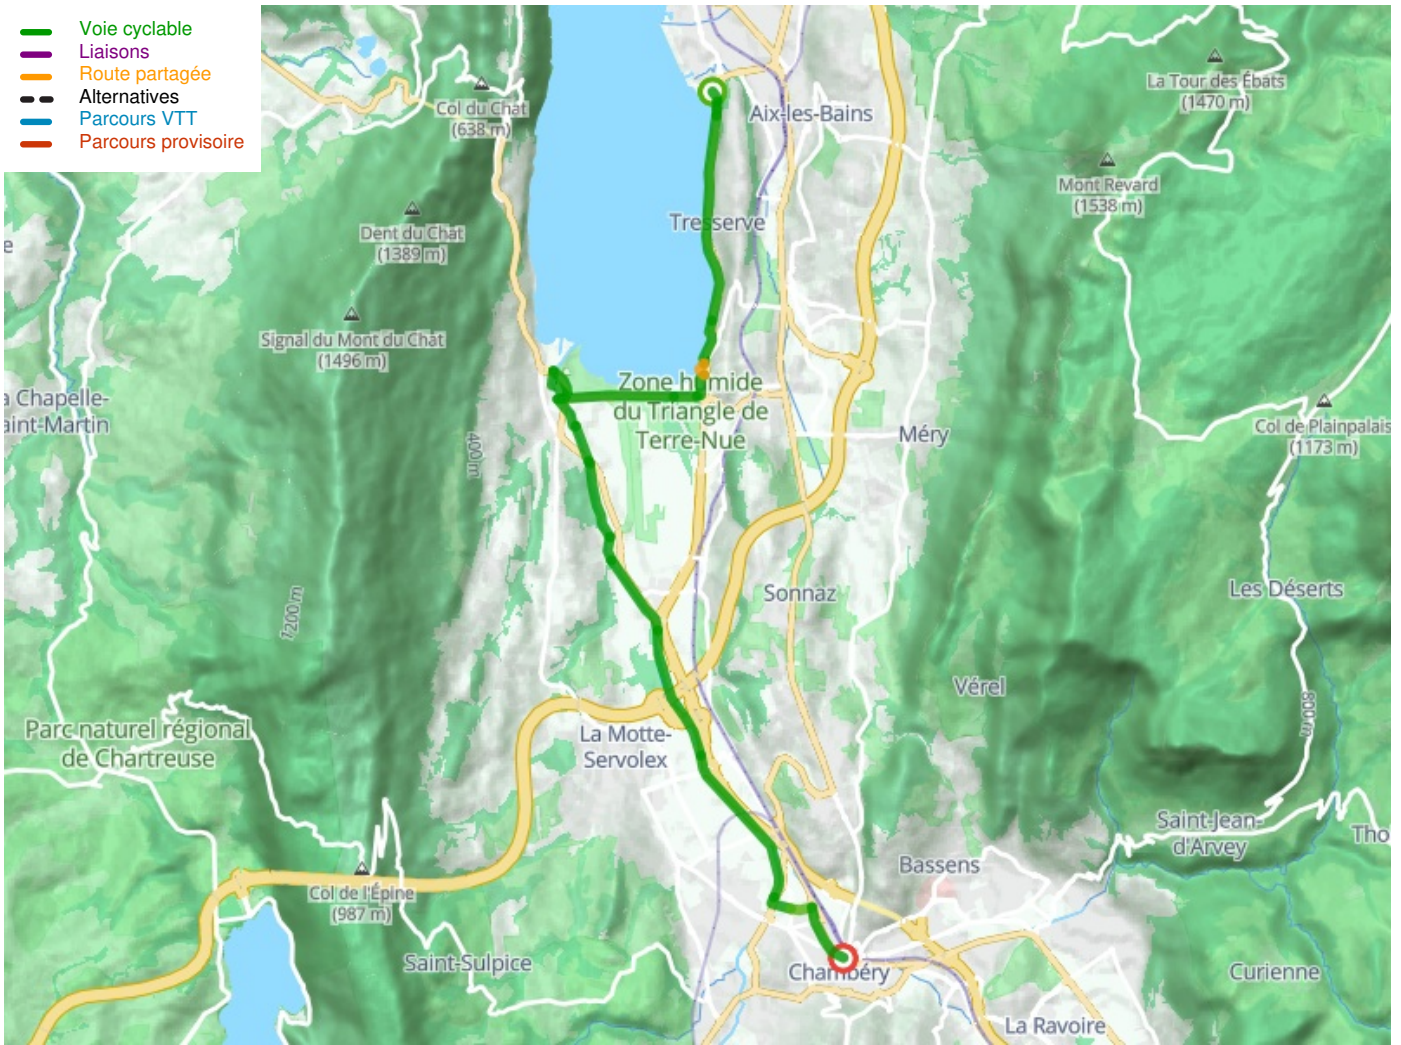 Voie cyclable
Liaisons
Route partagée
Alternatives
Parcours VTT
Parcours provisoire
La Tour des Ébats
(1470 m)
Col du Chat
(638 m)
Aix-les-Bains
Mont Revard
(1538 m)
Tresserve
Dent du Chat
(1389 m)
e
Signal du Mont du Chat
(1496 m)
Zone humide
du Triangle de
Terre-Nue
a Chapelle-
aint-Martin
Col de Plainpalais
(1173 m)
Méry
400 m
Les Déserts
Sonnaz
1200 m
Vérel
800 m
Parc naturel régional
de Chartreuse
La Motte-
Servolex
Saint-Jean-
d'Arvey
Tho
Bassens
Col de l'Épine
(987 m)
Saint-Sulpice
Chambéry
Curienne
La Ravoire